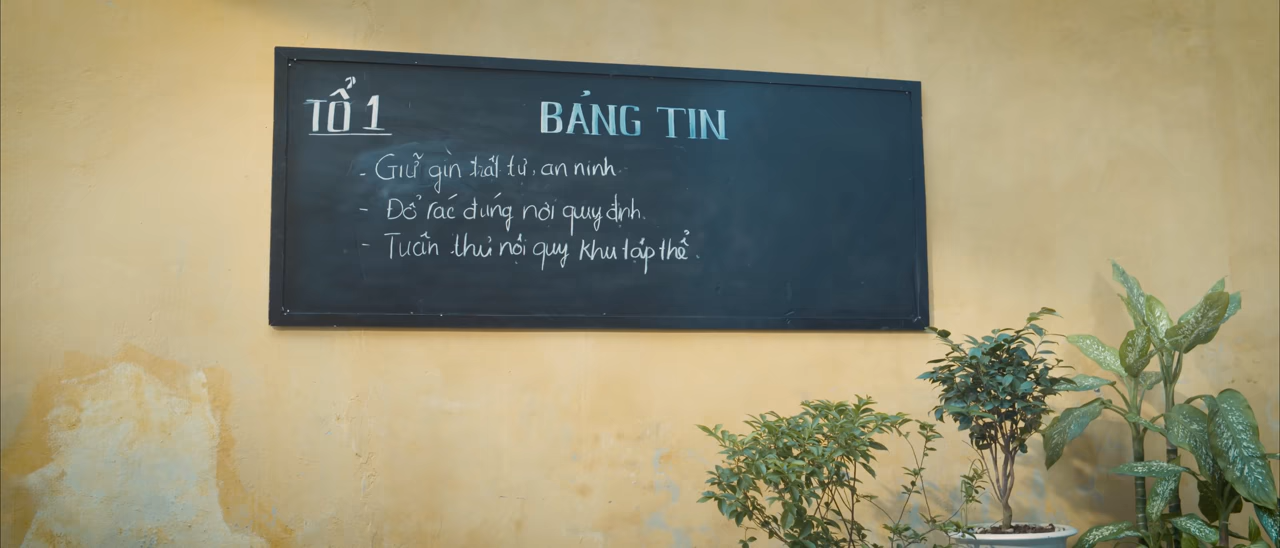 TỔ 1
BẢNG TIN
- Giữ gìn trật tự, an ninh
- Đổ rác đúng nơi quy định.
- Tuân thủ nội quy khu tập thể.